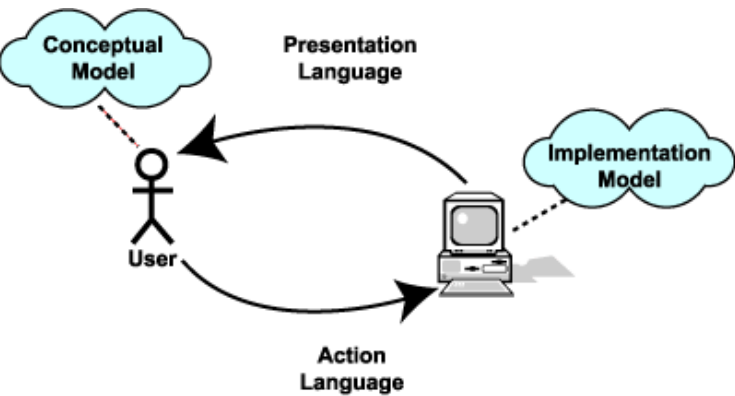 Conceptual
Model
Presentation
Language
Implementation
Model
User
Action
Language